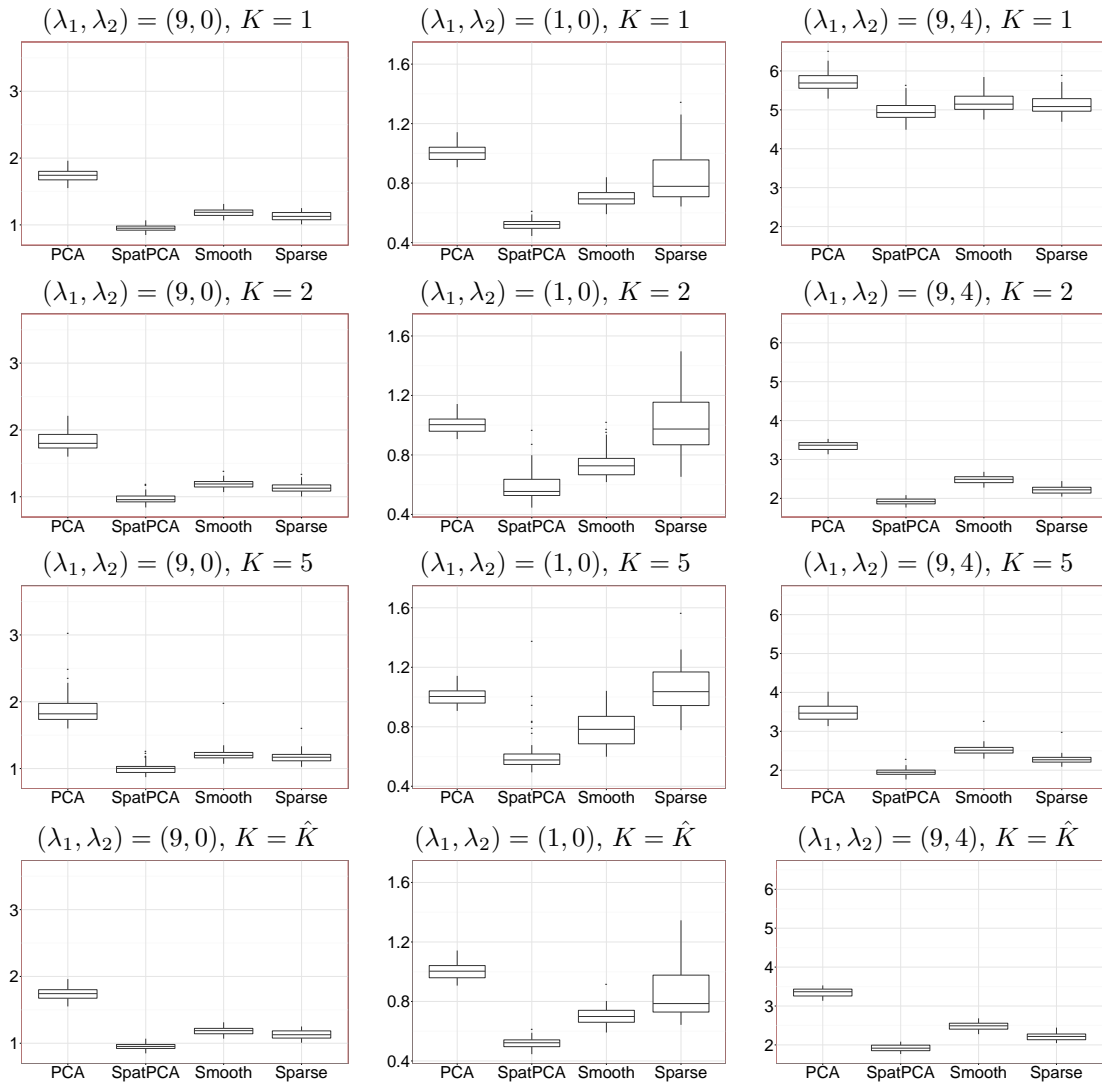 (λ₁, λ₂) = (9, 0), K = 1
3
2
1
PCA SpatPCA Smooth Sparse
(λ₁, λ₂) = (1, 0), K = 1
1.6
1.2
0.8
0.4
PCA SpatPCA Smooth Sparse
(λ₁, λ₂) = (9, 4), K = 1
6
5
4
3
2
PCA SpatPCA Smooth Sparse
(λ₁, λ₂) = (9, 0), K = 2
3
2
1
PCA SpatPCA Smooth Sparse
(λ₁, λ₂) = (1, 0), K = 2
1.6
1.2
0.8
0.4
PCA SpatPCA Smooth Sparse
(λ₁, λ₂) = (9, 4), K = 2
6
5
4
3
2
PCA SpatPCA Smooth Sparse
(λ₁, λ₂) = (9, 0), K = 5
3
2
1
PCA SpatPCA Smooth Sparse
(λ₁, λ₂) = (1, 0), K = 5
1.6
1.2
0.8
0.4
PCA SpatPCA Smooth Sparse
(λ₁, λ₂) = (9, 4), K = 5
6
5
4
3
2
PCA SpatPCA Smooth Sparse
(λ₁, λ₂) = (9, 0), K = K̂
3
2
1
PCA SpatPCA Smooth Sparse
(λ₁, λ₂) = (1, 0), K = K̂
1.6
1.2
0.8
0.4
PCA SpatPCA Smooth Sparse
(λ₁, λ₂) = (9, 4), K = K̂
6
5
4
3
2
PCA SpatPCA Smooth Sparse